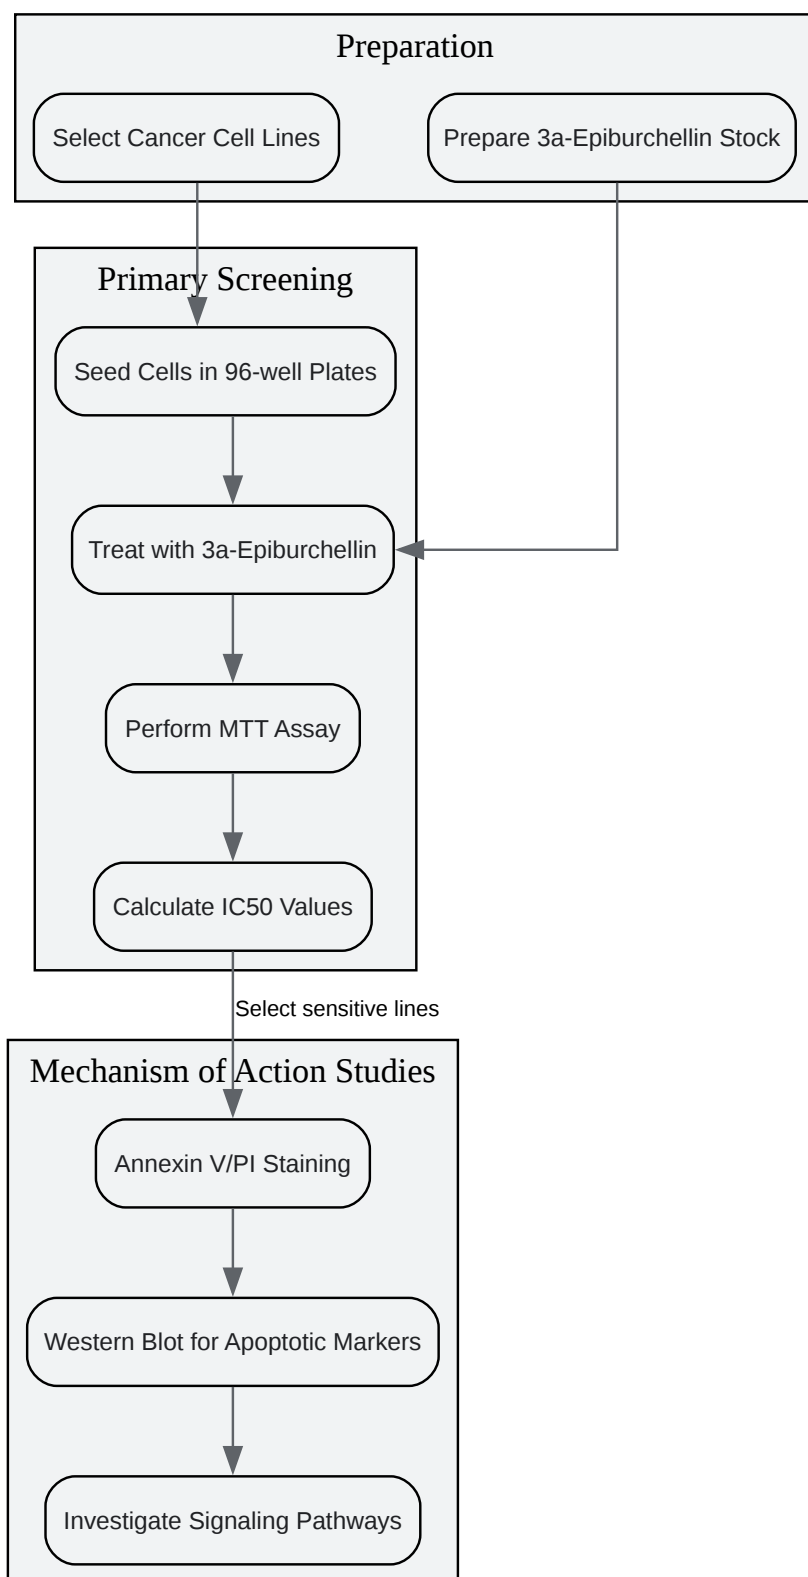 Preparation
Select Cancer Cell Lines
Prepare 3a-Epiburchellin Stock
Primary Screening
Seed Cells in 96-well Plates
Treat with 3a-Epiburchellin
Perform MTT Assay
Calculate IC50 Values
Select sensitive lines
Mechanism of Action Studies
Annexin V/PI Staining
Western Blot for Apoptotic Markers
Investigate Signaling Pathways